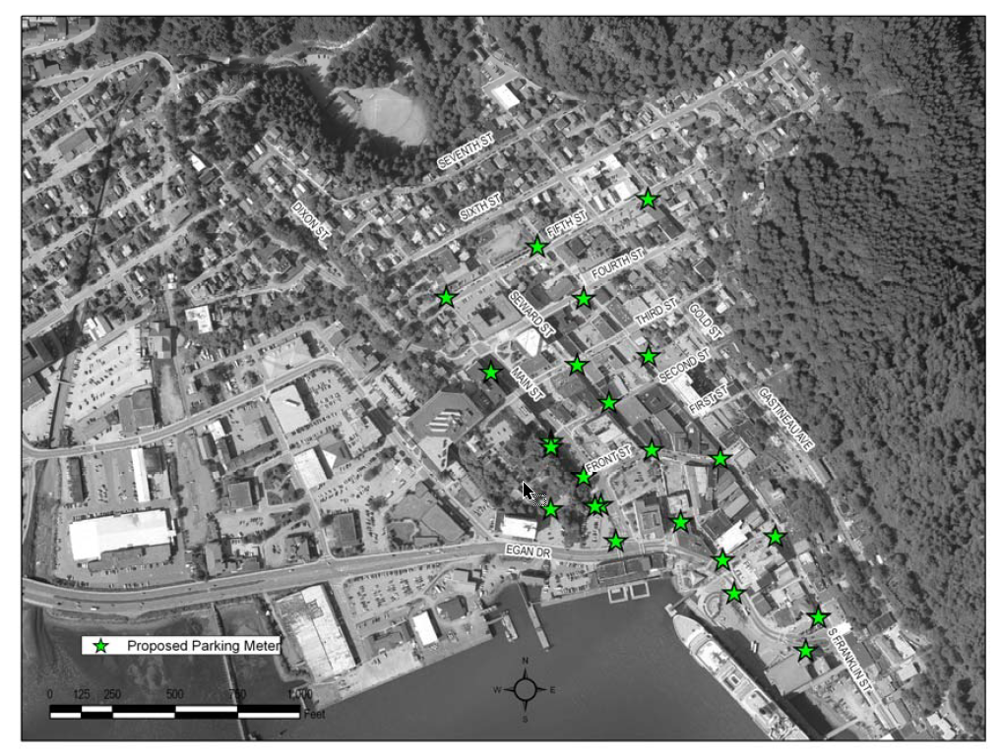 SEVENTH ST
SIXTH ST
DIXON ST
FIFTH ST
FOURTH ST
SEWARD ST
THIRD ST
GOLD ST
SECOND ST
MAIN ST
FIRST ST
GASTINEAU AVE
FRONT ST
EGAN DR
S FRANKLIN ST
Proposed Parking Meter
N
W E
S
0 125 250 500 750 1,000
Feet